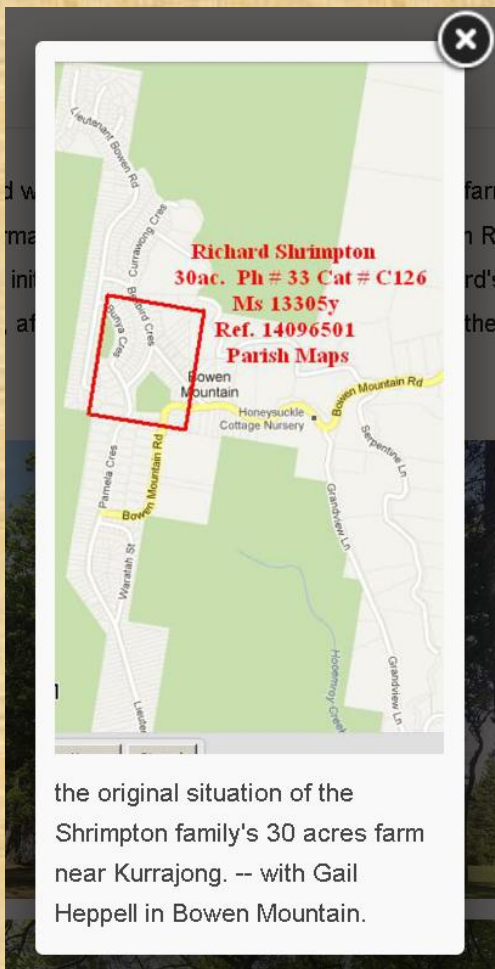 Lieutenant Bowen Rd
Currawong Cres
Richard Shrimpton
30ac. Ph # 33 Cat # C126
Ms 13305y
Ref. 14096501
Parish Maps
Bunya Cres
Bowen
Mountain
Honeysuckle
Cottage Nursery
Bowen Mountain Rd
Serpentine Ln
Pamela Cres
Bowen Mountain Rd
Waratah St
Grandview Ln
Grandview Ln
the original situation of the
Shrimpton family's 30 acres farm
near Kurrajong. -- with Gail
Heppell in Bowen Mountain.